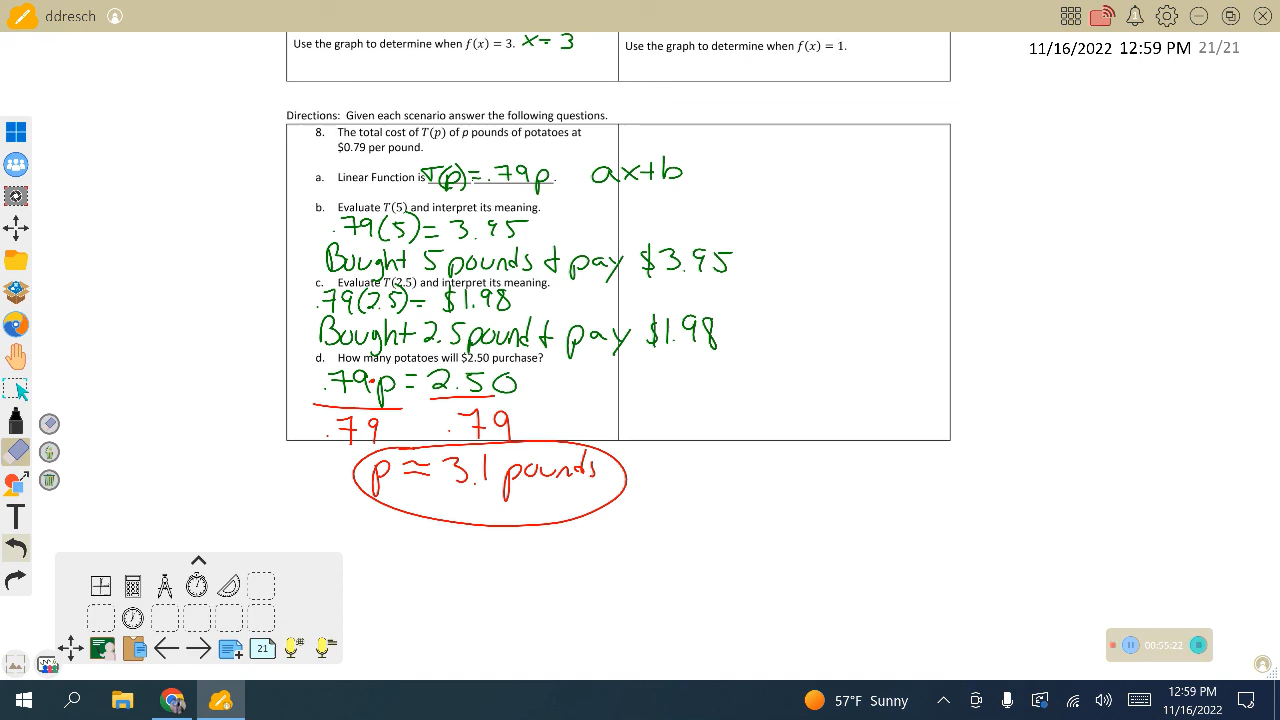 ddresch
11/16/2022 12:59 PM 21/21
Use the graph to determine when f(x) = 3. x = 3
Use the graph to determine when f(x) = 1.
Directions: Given each scenario answer the following questions.
8. The total cost of T(p) of p pounds of potatoes at
$0.79 per pound.
a. Linear Function is T(p) = .79p . ax+b
b. Evaluate T(5) and interpret its meaning.
.79(5) = 3.95
Bought 5 pounds & pay $3.95
c. Evaluate T(2.5) and interpret its meaning.
.79(2.5) = $1.98
Bought 2.5 pound & pay $1.98
d. How many potatoes will $2.50 purchase?
.79•p = 2.50
.79 .79
p ≈ 3.1 pounds
T
21
00:55:22
57°F Sunny
12:59 PM
11/16/2022